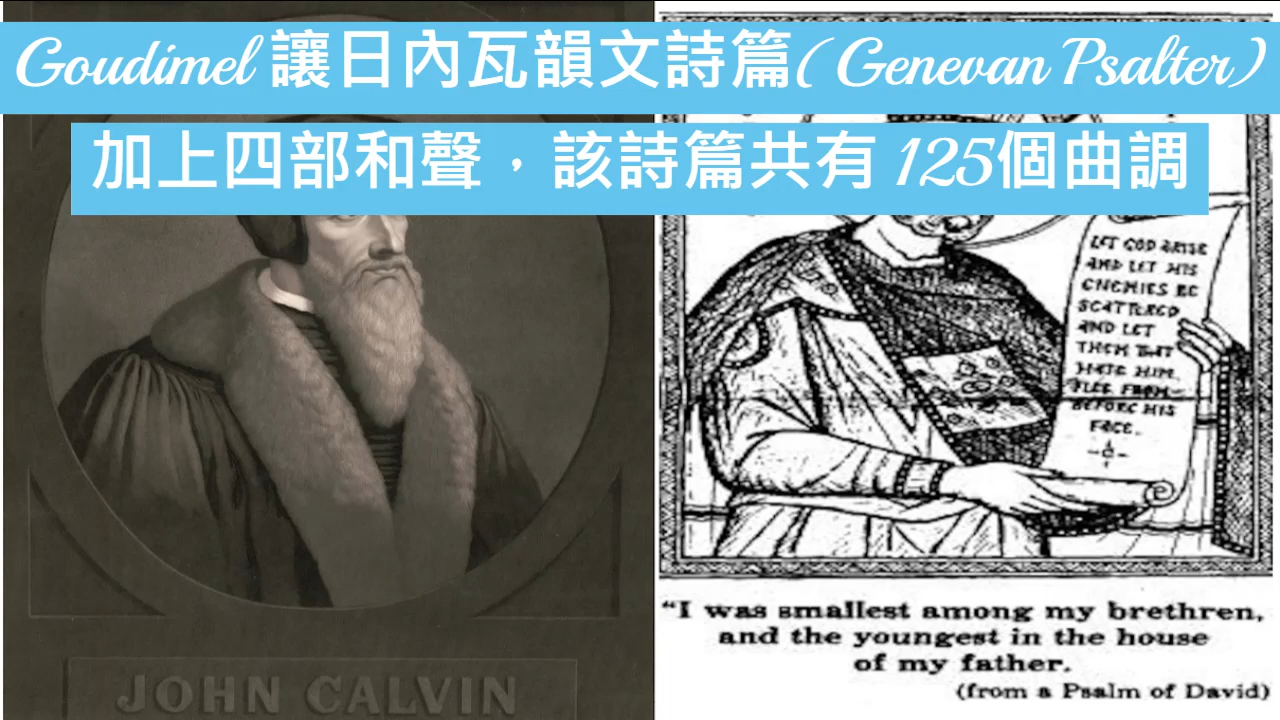 Goudimel 讓日內瓦韻文詩篇( Genevan Psalter)
加上四部和聲，該詩篇共有 125個曲調
LET GOD ARISE
AND LET HIS
ENEMIES BE
SCATTERED
AND LET
THEM THAT
HATE HIM
FLEE FROM
BEFORE HIS
FACE.
JOHN CALVIN
“I was smallest among my brethren,
and the youngest in the house
of my father.
(from a Psalm of David)